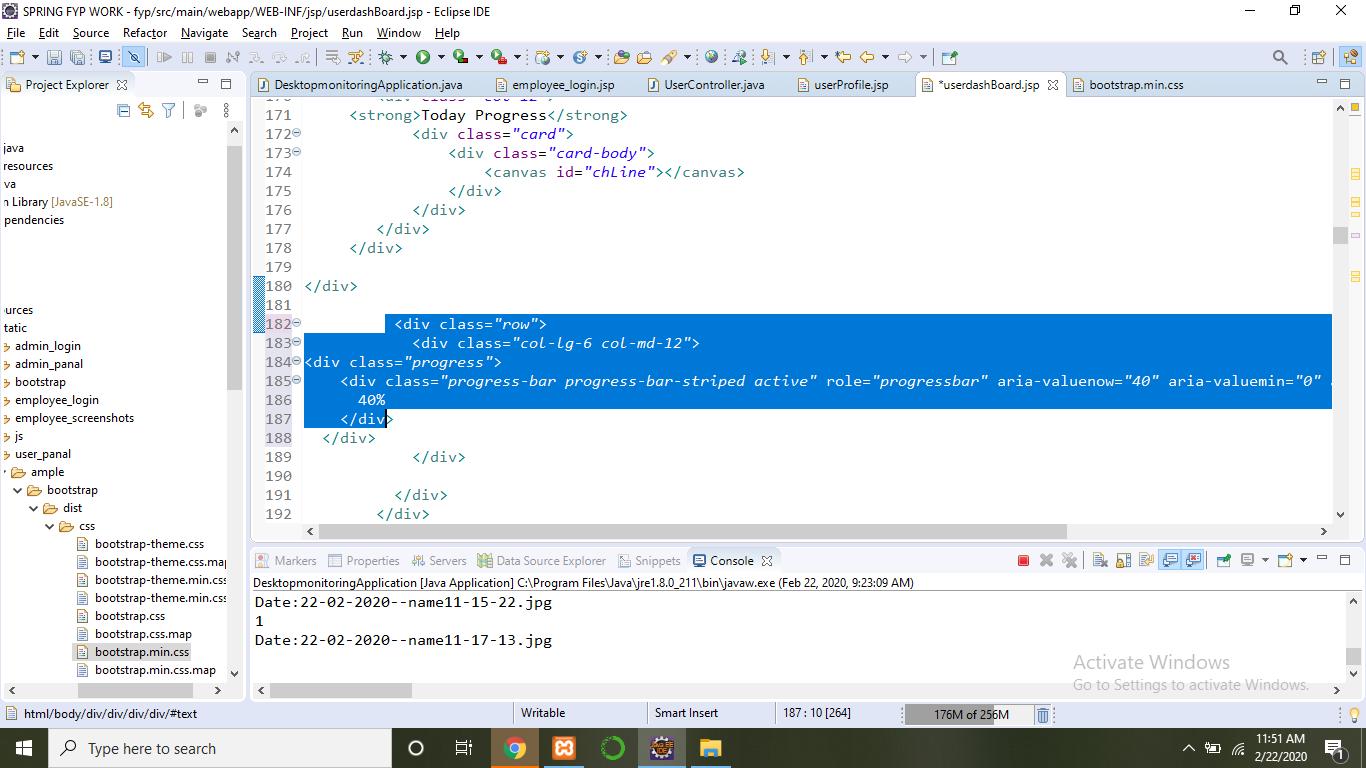 SPRING FYP WORK - fyp/src/main/webapp/WEB-INF/jsp/userdashBoard.jsp - Eclipse IDE
File Edit Source Refactor Navigate Search Project Run Window Help
Project Explorer
DesktopmonitoringApplication.java employee_login.jsp UserController.java userProfile.jsp *userdashBoard.jsp bootstrap.min.css
java
resources
va
n Library [JavaSE-1.8]
pendencies
urces
tatic
admin_login
admin_panal
bootstrap
employee_login
employee_screenshots
js
user_panal
ample
bootstrap
dist
css
bootstrap-theme.css
bootstrap-theme.css.map
bootstrap-theme.min.css
bootstrap-theme.min.css
bootstrap.css
bootstrap.css.map
bootstrap.min.css
bootstrap.min.css.map
171 <strong>Today Progress</strong>
172 <div class="card">
173 <div class="card-body">
174 <canvas id="chLine"></canvas>
175 </div>
176 </div>
177 </div>
178 </div>
179
180 </div>
181
182 <div class="row">
183 <div class="col-lg-6 col-md-12">
184 <div class="progress">
185 <div class="progress-bar progress-bar-striped active" role="progressbar" aria-valuenow="40" aria-valuemin="0"
186 40%
187 </div>
188 </div>
189 </div>
190
191 </div>
192 </div>
Markers Properties Servers Data Source Explorer Snippets Console
DesktopmonitoringApplication [Java Application] C:\Program Files\Java\jre1.8.0_211\bin\javaw.exe (Feb 22, 2020, 9:23:09 AM)
Date:22-02-2020--name11-15-22.jpg
1
Date:22-02-2020--name11-17-13.jpg
Activate Windows
Go to Settings to activate Windows.
html/body/div/div/div/div/#text Writable Smart Insert 187 : 10 [264] 176M of 256M
Type here to search
11:51 AM
2/22/2020
1